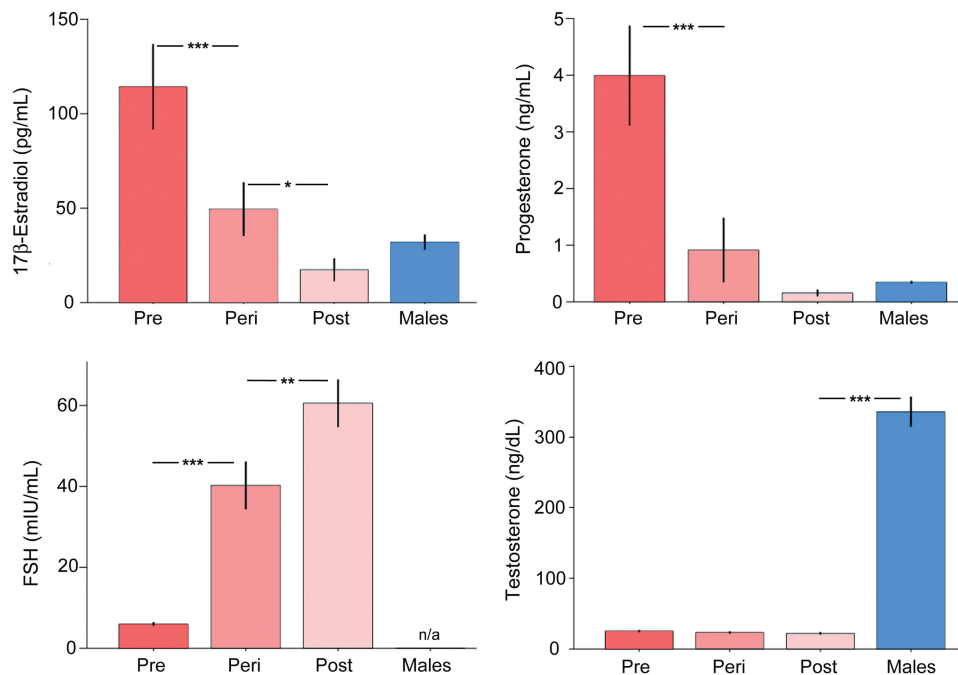 17β-Estradiol (pg/mL)
150
100
50
0
***
*
Pre
Peri
Post
Males
Progesterone (ng/mL)
5
4
3
2
1
0
***
Pre
Peri
Post
Males
FSH (mIU/mL)
60
40
20
0
***
**
n/a
Pre
Peri
Post
Males
Testosterone (ng/dL)
400
300
200
100
0
***
Pre
Peri
Post
Males